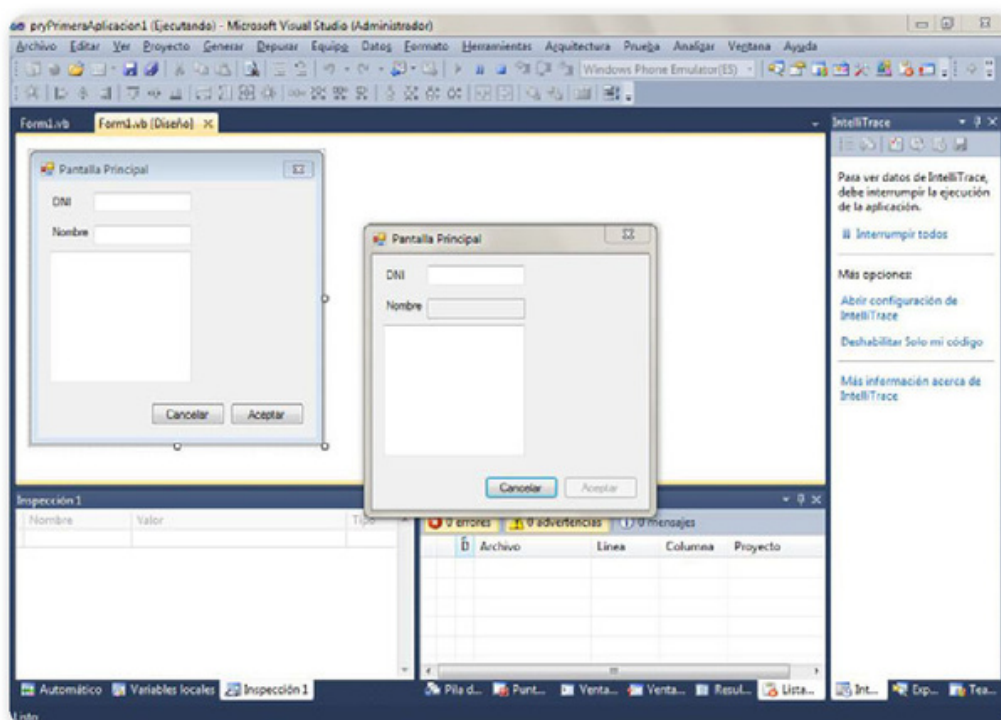 pryPrimeraAplicacion1 (Ejecutando) - Microsoft Visual Studio (Administrador)
Archivo Editar Ver Proyecto Generar Depurar Equipo Datos Formato Herramientas Arquitectura Prueba Analizar Ventana Ayuda
Windows Phone Emulator(ES)
Form1.vb Form1.vb [Diseño]
IntelliTrace
Pantalla Principal
DNI
Nombre
Cancelar Aceptar
Pantalla Principal
DNI
Nombre
Cancelar Aceptar
Para ver datos de IntelliTrace,
debe interrumpir la ejecución
de la aplicación.
Interrumpir todos
Más opciones:
Abrir configuración de
IntelliTrace
Deshabilitar Solo mi código
Más información acerca de
IntelliTrace
Inspección 1
Nombre Valor Tipo
0 errores 0 advertencias 0 mensajes
Archivo Línea Columna Proyecto
Automático Variables locales Inspección 1
Pila d... Punt... Venta... Venta... Resul... Lista...
Int... Exp... Tea...
Listo